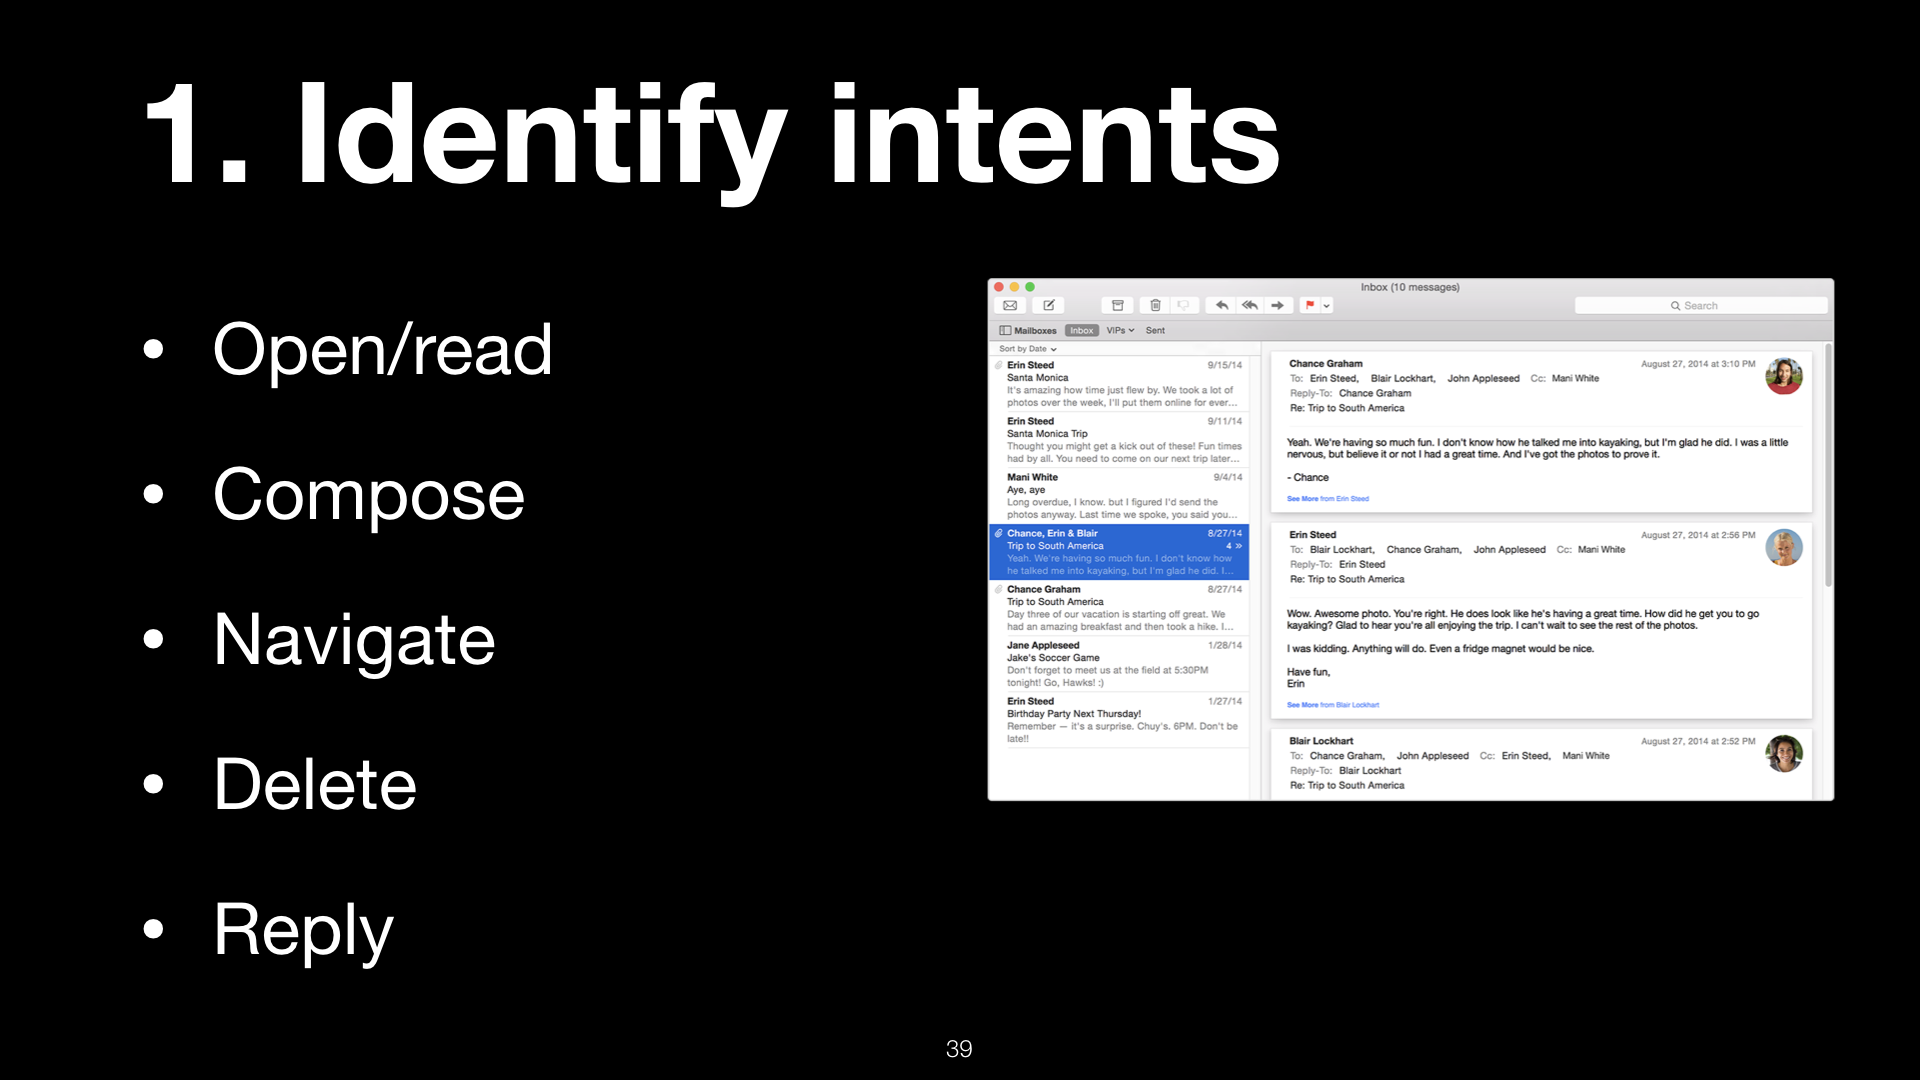 1. Identify intents
• Open/read
• Compose
• Navigate
• Delete
• Reply
Inbox (10 messages)
Search
Mailboxes Inbox VIPs Sent
Sort by Date
Erin Steed 9/15/14
Santa Monica
It's amazing how time just flew by. We took a lot of
photos over the week, I'll put them online for ever...
Erin Steed 9/11/14
Santa Monica Trip
Thought you might get a kick out of these! Fun times
had by all. You need to come on our next trip later...
Mani White 9/4/14
Aye, aye
Long overdue, I know. but I figured I'd send the
photos anyway. Last time we spoke, you said you...
Chance, Erin & Blair 8/27/14
Trip to South America 4 »
Yeah. We're having so much fun. I don't know how
he talked me into kayaking, but I'm glad he did. I...
Chance Graham 8/27/14
Trip to South America
Day three of our vacation is starting off great. We
had an amazing breakfast and then took a hike. I...
Jane Appleseed 1/28/14
Jake's Soccer Game
Don't forget to meet us at the field at 5:30PM
tonight! Go, Hawks! :)
Erin Steed 1/27/14
Birthday Party Next Thursday!
Remember — it's a surprise. Chuy's. 6PM. Don't be
late!!
Chance Graham August 27, 2014 at 3:10 PM
To: Erin Steed, Blair Lockhart, John Appleseed Cc: Mani White
Reply-To: Chance Graham
Re: Trip to South America
Yeah. We're having so much fun. I don't know how he talked me into kayaking, but I'm glad he did. I was a little
nervous, but believe it or not I had a great time. And I've got the photos to prove it.
- Chance
See More from Erin Steed
Erin Steed August 27, 2014 at 2:56 PM
To: Blair Lockhart, Chance Graham, John Appleseed Cc: Mani White
Reply-To: Erin Steed
Re: Trip to South America
Wow. Awesome photo. You're right. He does look like he's having a great time. How did he get you to go
kayaking? Glad to hear you're all enjoying the trip. I can't wait to see the rest of the photos.
I was kidding. Anything will do. Even a fridge magnet would be nice.
Have fun,
Erin
See More from Blair Lockhart
Blair Lockhart August 27, 2014 at 2:52 PM
To: Chance Graham, John Appleseed Cc: Erin Steed, Mani White
Reply-To: Blair Lockhart
Re: Trip to South America
39